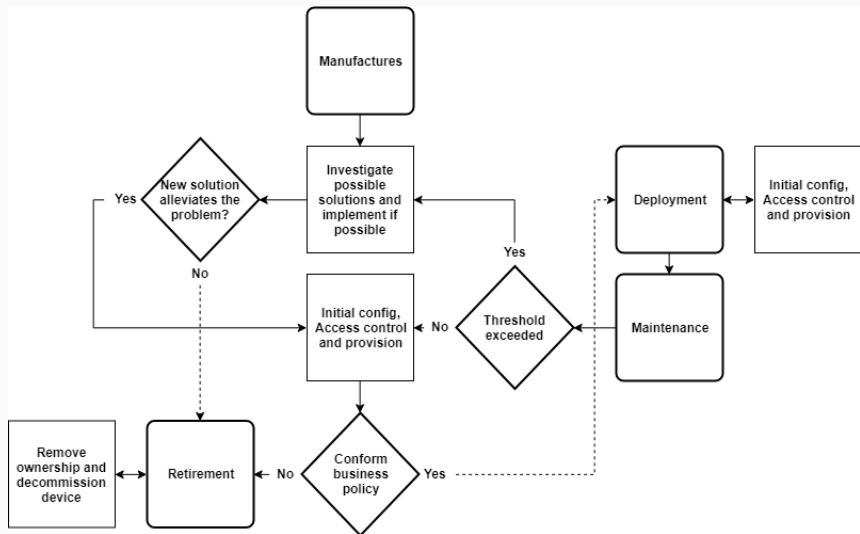 Manufactures
New solution
alleviates the
problem?
Yes
No
Investigate
possible
solutions and
implement if
possible
Deployment
Initial config,
Access control
and provision
Yes
Initial config,
Access control
and provision
No
Threshold
exceeded
Maintenance
Remove
ownership and
decommission
device
Retirement
No
Conform
business
policy
Yes